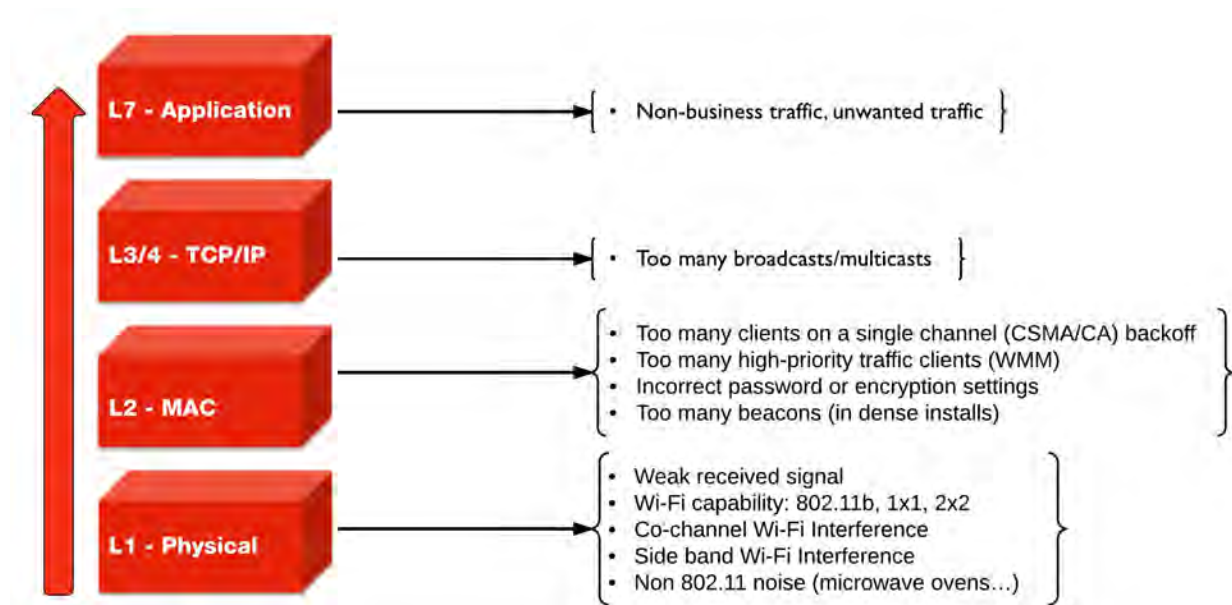 L7 - Application
• Non-business traffic, unwanted traffic
L3/4 - TCP/IP
• Too many broadcasts/multicasts
L2 - MAC
• Too many clients on a single channel (CSMA/CA) backoff
• Too many high-priority traffic clients (WMM)
• Incorrect password or encryption settings
• Too many beacons (in dense installs)
L1 - Physical
• Weak received signal
• Wi-Fi capability: 802.11b, 1x1, 2x2
• Co-channel Wi-Fi Interference
• Side band Wi-Fi Interference
• Non 802.11 noise (microwave ovens…)